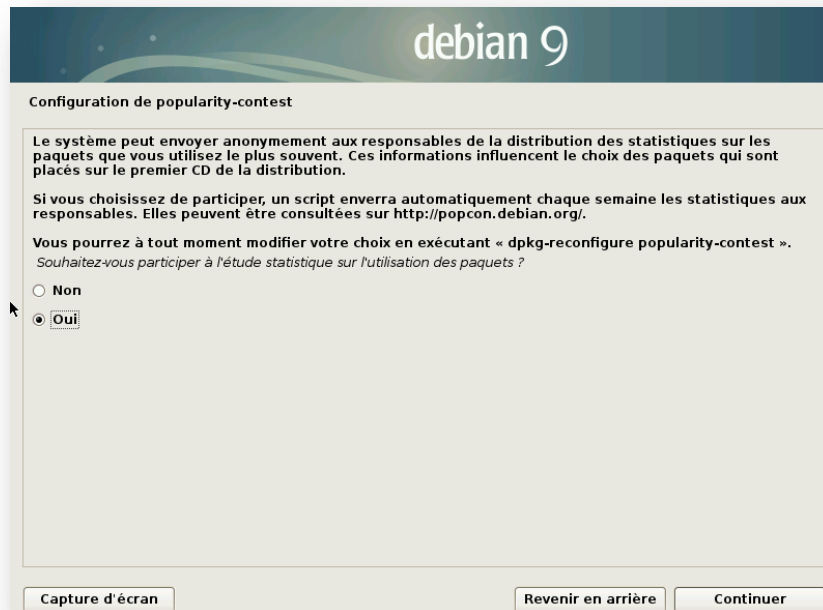 debian 9
Configuration de popularity-contest
Le système peut envoyer anonymement aux responsables de la distribution des statistiques sur les
paquets que vous utilisez le plus souvent. Ces informations influencent le choix des paquets qui sont
placés sur le premier CD de la distribution.
Si vous choisissez de participer, un script enverra automatiquement chaque semaine les statistiques aux
responsables. Elles peuvent être consultées sur http://popcon.debian.org/.
Vous pourrez à tout moment modifier votre choix en exécutant « dpkg-reconfigure popularity-contest ».
Souhaitez-vous participer à l'étude statistique sur l'utilisation des paquets ?
Non
Oui
Capture d'écran Revenir en arrière Continuer